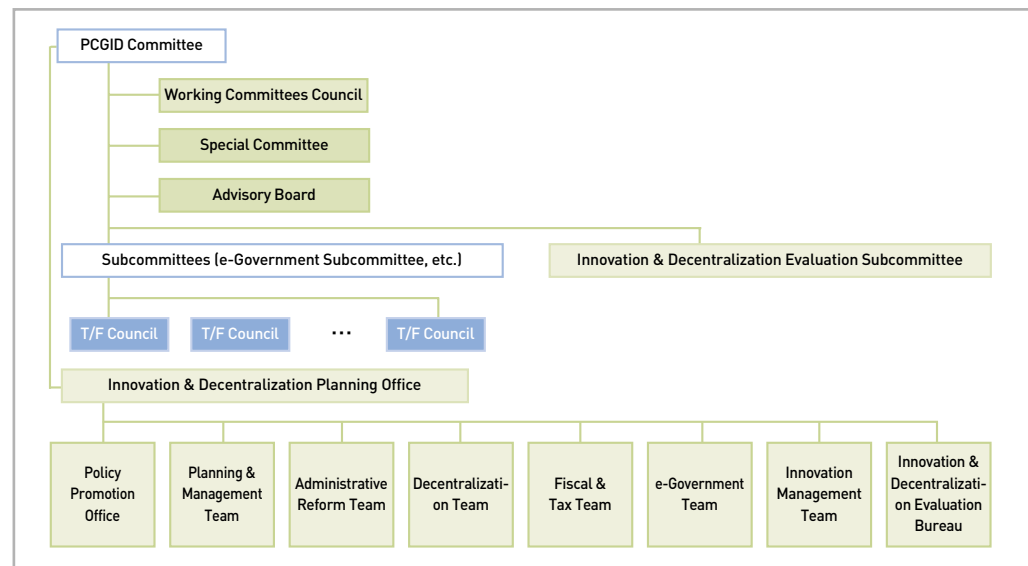 PCGID Committee
Working Committees Council
Special Committee
Advisory Board
Subcommittees (e-Government Subcommittee, etc.)
Innovation & Decentralization Evaluation Subcommittee
T/F Council
T/F Council
...
T/F Council
Innovation & Decentralization Planning Office
Policy
Promotion
Office
Planning &
Management
Team
Administrative
Reform Team
Decentralizati-
on Team
Fiscal &
Tax Team
e-Government
Team
Innovation
Management
Team
Innovation &
Decentralizati-
on Evaluation
Bureau